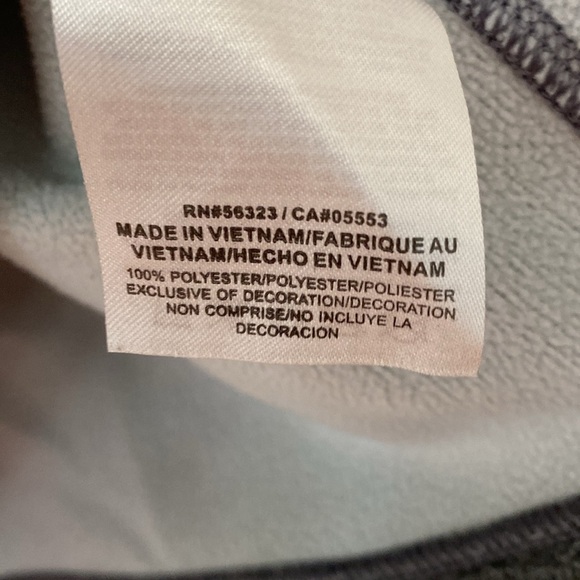 RN#56323 / CA#05553
MADE IN VIETNAM/FABRIQUE AU
VIETNAM/HECHO EN VIETNAM
100% POLYESTER/POLYESTER/POLIESTER
EXCLUSIVE OF DECORATION/DECORATION
NON COMPRISE/NO INCLUYE LA
DECORACION